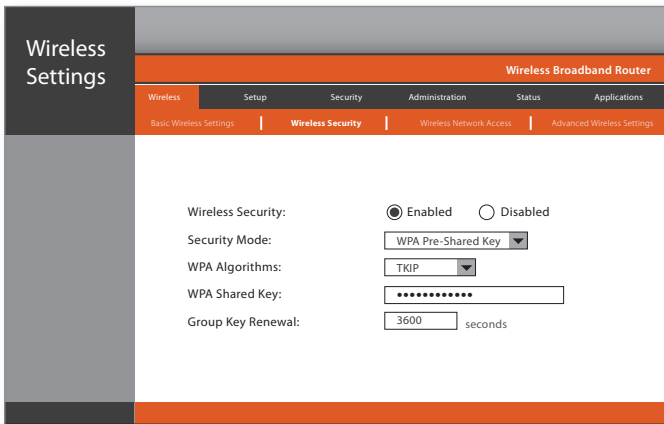 Wireless
Settings
Wireless Broadband Router
Wireless Setup Security Administration Status Applications
Basic Wireless Settings Wireless Security Wireless Network Access Advanced Wireless Settings
Wireless Security: Enabled Disabled
Security Mode: WPA Pre-Shared Key
WPA Algorithms: TKIP
WPA Shared Key: ••••••••••••
Group Key Renewal: 3600 seconds